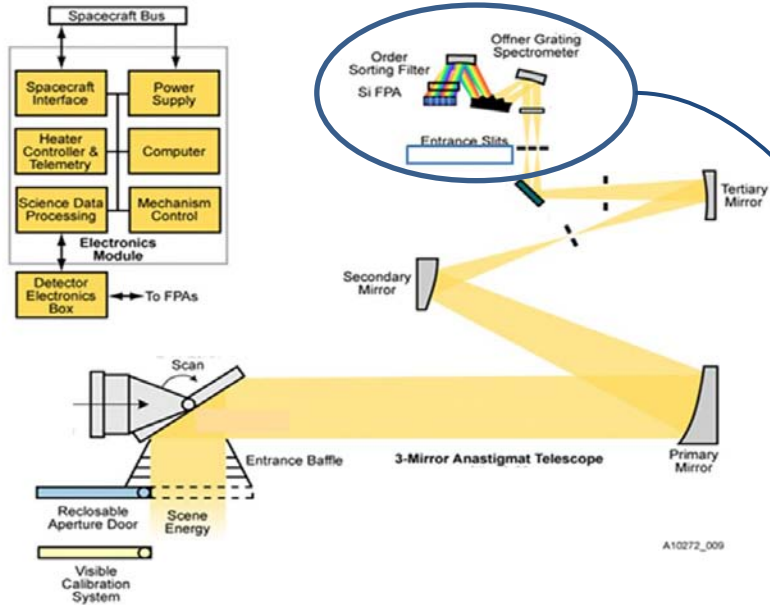 Spacecraft Bus
Spacecraft
Interface
Power
Supply
Heater
Controller &
Telemetry
Computer
Science Data
Processing
Mechanism
Control
Electronics
Module
Detector
Electronics
Box
To FPAs
Order
Sorting Filter
Si FPA
Offner Grating
Spectrometer
Entrance Slits
Tertiary
Mirror
Secondary
Mirror
Scan
Entrance Baffle
3-Mirror Anastigmat Telescope
Primary
Mirror
Reclosable
Aperture Door
Scene
Energy
Visible
Calibration
System
A10272_009